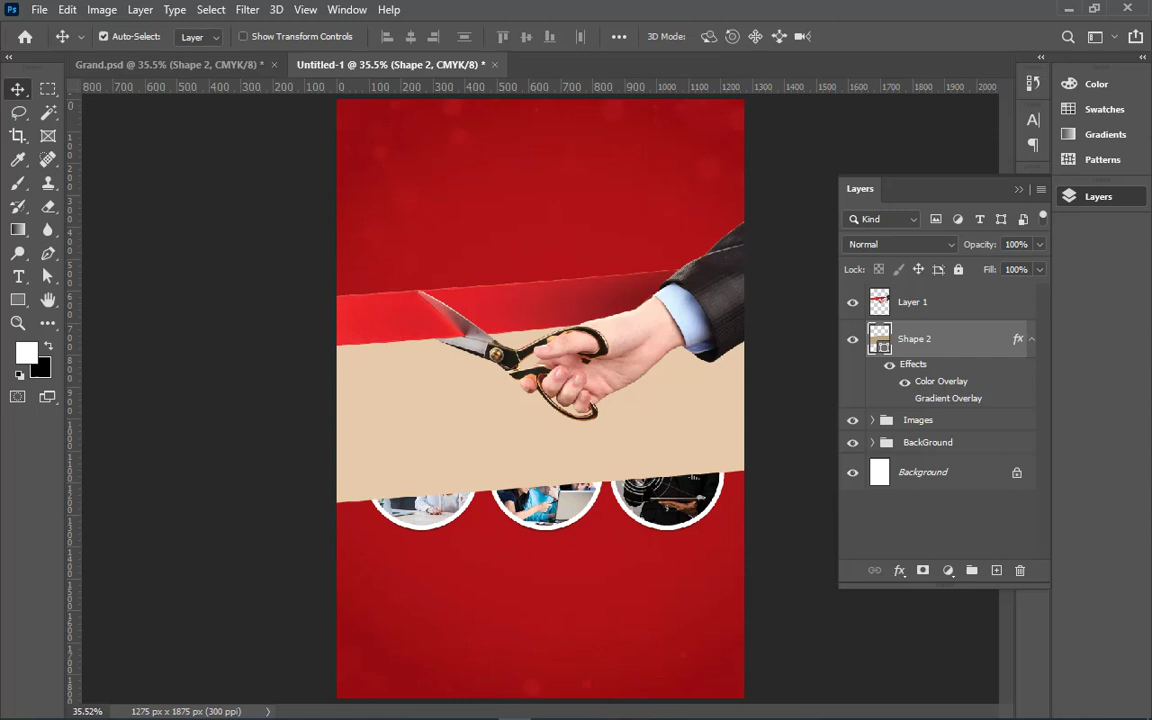 Ps File Edit Image Layer Type Select Filter 3D View Window Help
Auto-Select: Layer Show Transform Controls 3D Mode:
Grand.psd @ 35.5% (Shape 2, CMYK/8) * × Untitled-1 @ 35.5% (Shape 2, CMYK/8) * ×
800 700 600 500 400 300 200 100 0 100 200 300 400 500 600 700 800 900 1000 1100 1200 1300 1400 1500 1600 1700 1800 1900 2000
Color
Swatches
Gradients
Patterns
Layers
Layers
Kind
Normal Opacity: 100%
Lock: Fill: 100%
Layer 1
Shape 2 fx
Effects
Color Overlay
Gradient Overlay
Images
BackGround
Background
fx
35.52% 1275 px x 1875 px (300 ppi)